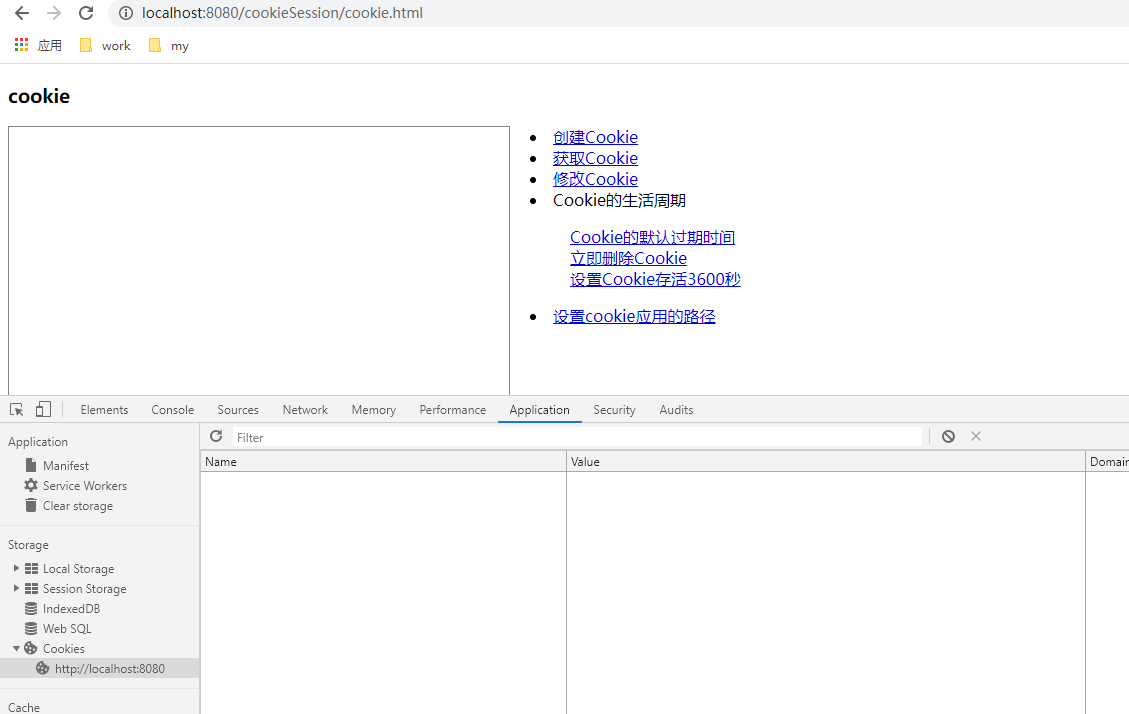 localhost:8080/cookieSession/cookie.html
应用 work my
cookie
创建Cookie
获取Cookie
修改Cookie
Cookie的生活周期
Cookie的默认过期时间
立即删除Cookie
设置Cookie存活3600秒
设置cookie应用的路径
Elements Console Sources Network Memory Performance Application Security Audits
Application
Manifest
Service Workers
Clear storage
Storage
Local Storage
Session Storage
IndexedDB
Web SQL
Cookies
http://localhost:8080
Cache
Filter
Name Value Domain